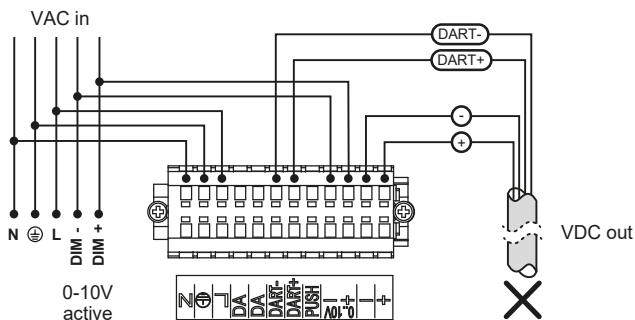 VAC in
DART-
DART+
-
+
N L DIM - DIM +
VDC out
0-10V
active
N L DA DA DART- DART+ PUSH - + 0..10V - +